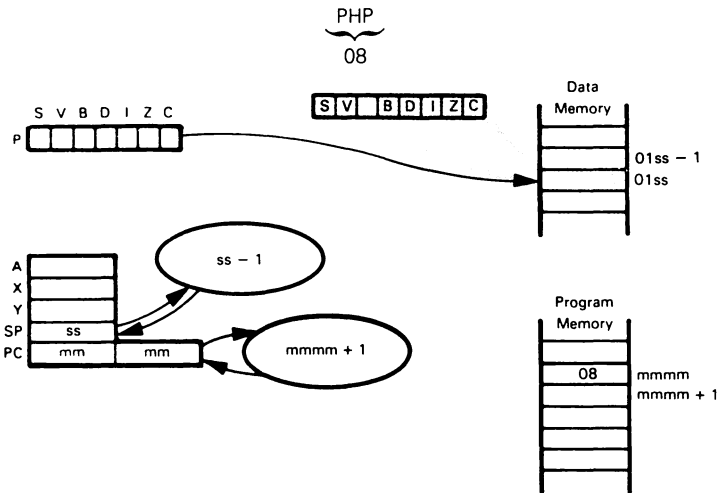 PHP
08
S V B D I Z C
P
S V B D I Z C
Data
Memory
01ss – 1
01ss
A
X
Y
SP ss
PC mm mm
ss – 1
mmmm + 1
Program
Memory
08 mmmm
mmmm + 1